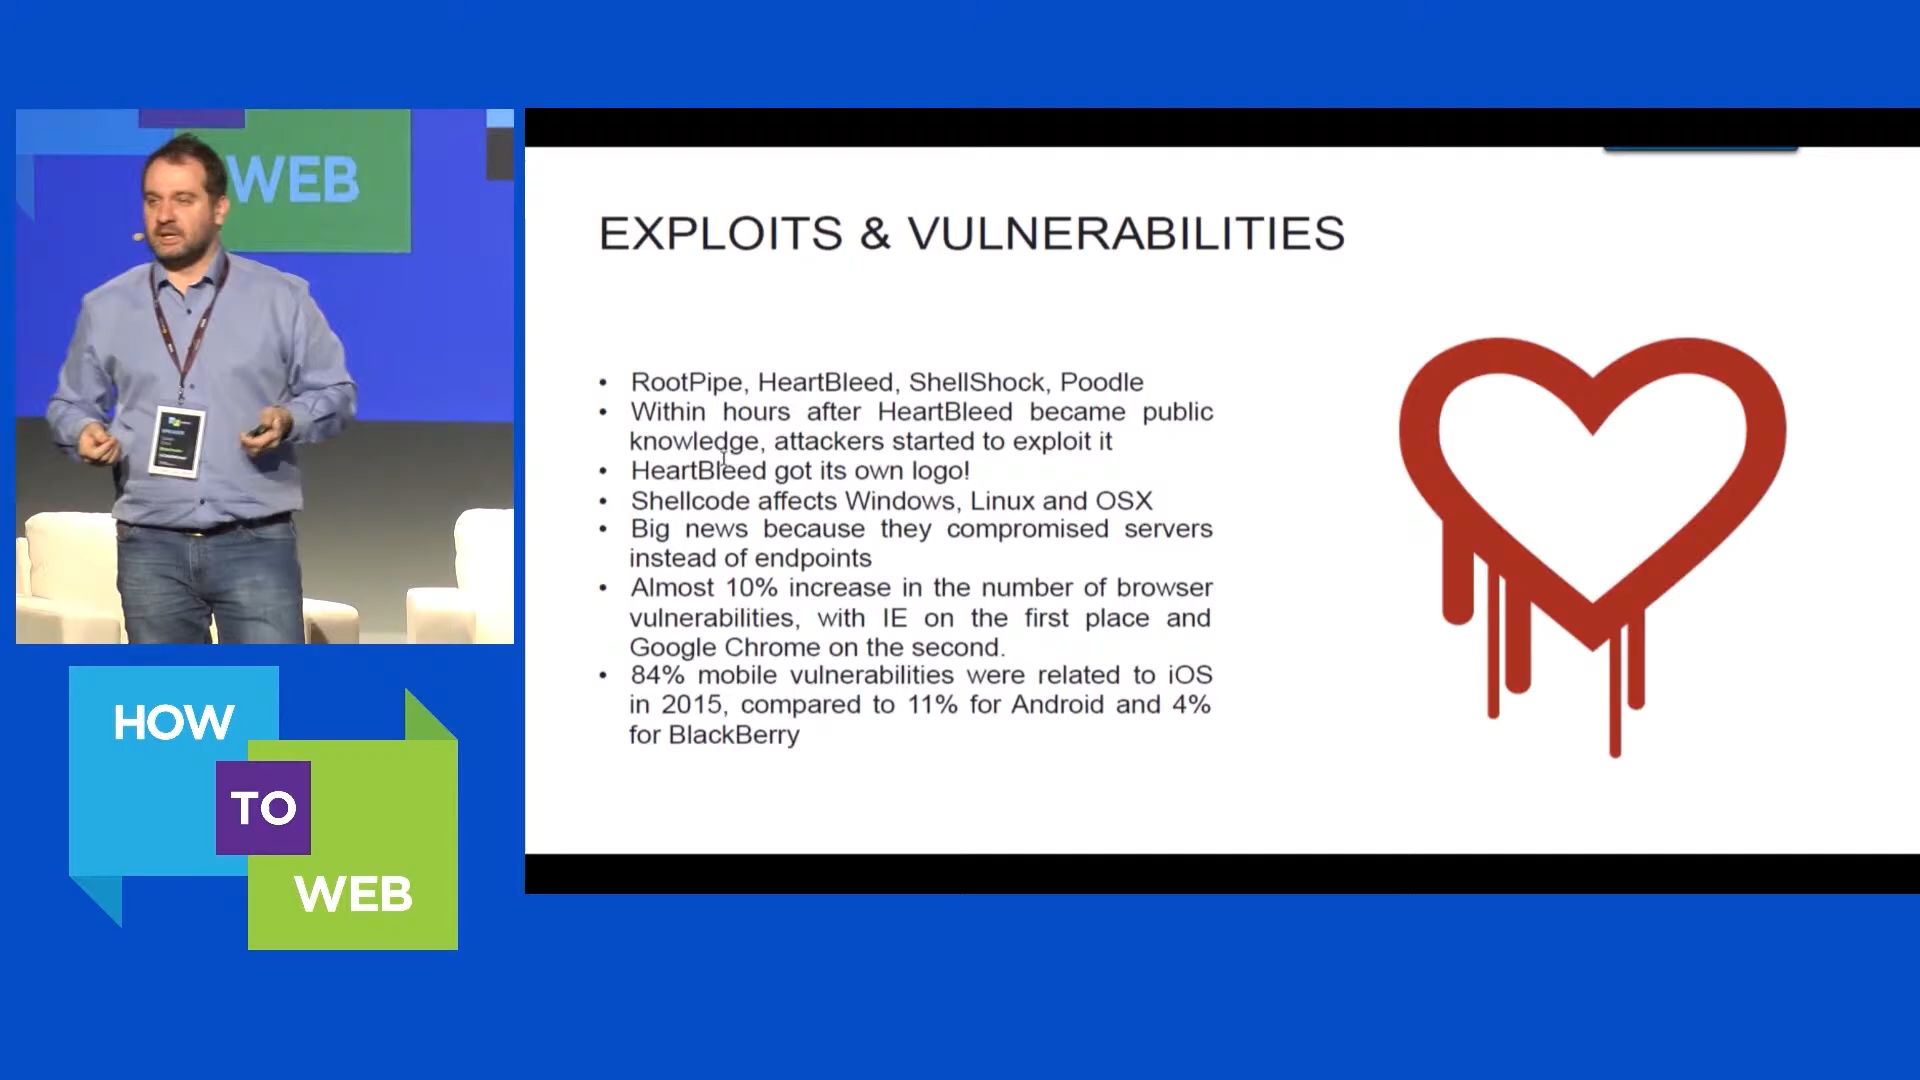 WEB
SPEAKER
EXPLOITS & VULNERABILITIES
• RootPipe, HeartBleed, ShellShock, Poodle
• Within hours after HeartBleed became public
knowledge, attackers started to exploit it
• HeartBleed got its own logo!
• Shellcode affects Windows, Linux and OSX
• Big news because they compromised servers
instead of endpoints
• Almost 10% increase in the number of browser
vulnerabilities, with IE on the first place and
Google Chrome on the second.
• 84% mobile vulnerabilities were related to iOS
in 2015, compared to 11% for Android and 4%
for BlackBerry
HOW
TO
WEB